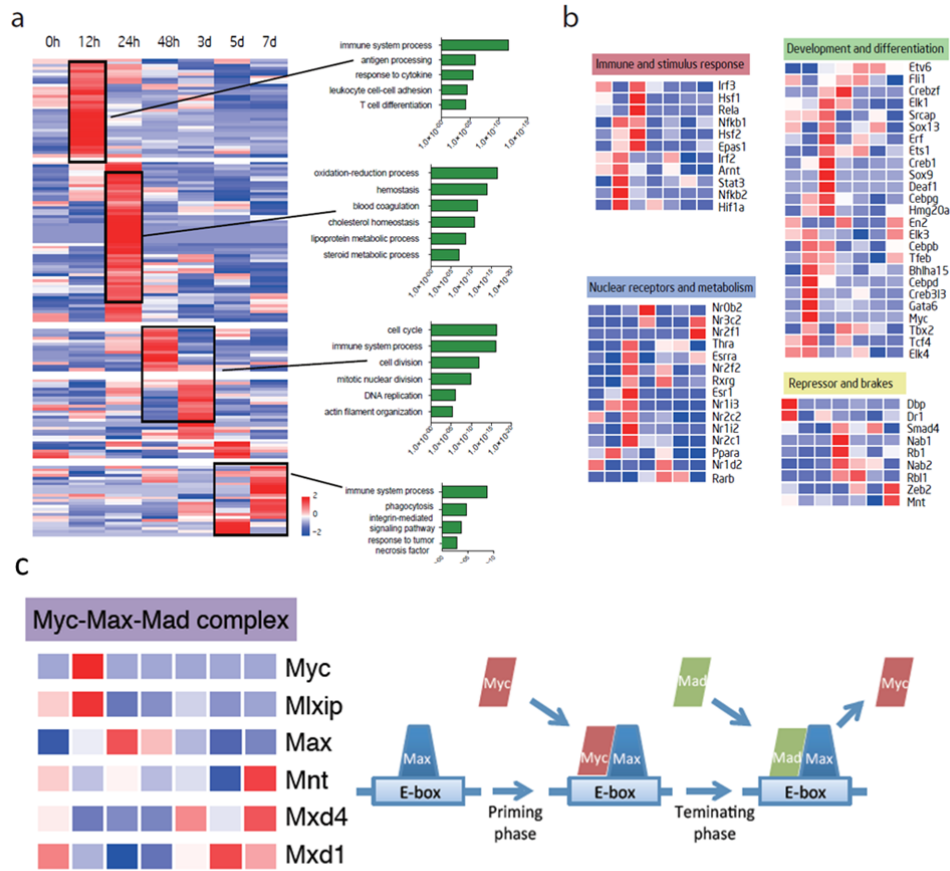 a
0h 12h 24h 48h 3d 5d 7d
immune system process
antigen processing
response to cytokine
leukocyte cell-cell adhesion
T cell differentiation
oxidation-reduction process
hemostasis
blood coagulation
cholesterol homeostasis
lipoprotein metabolic process
steroid metabolic process
cell cycle
immune system process
cell division
mitotic nuclear division
DNA replication
actin filament organization
immune system process
phagocytosis
integrin-mediated
signaling pathway
response to tumor
necrosis factor
2
0
-2
b
Immune and stimulus response
Irf3
Hsf1
Rela
Nfkb1
Hsf2
Epas1
Irf2
Arnt
Stat3
Nfkb2
Hif1a
Nuclear receptors and metabolism
Nr0b2
Nr3c2
Nr2f1
Thra
Esrra
Nr2f2
Rxrg
Esr1
Nr1i3
Nr2c2
Nr1i2
Nr2c1
Ppara
Nr1d2
Rarb
Development and differentiation
Etv6
Fli1
Crebzf
Elk1
Srcap
Sox13
Erf
Ets1
Creb1
Sox9
Deaf1
Cebpg
Hmg20a
En2
Elk3
Cebpb
Tfeb
Bhlha15
Cebpd
Creb3l3
Gata6
Myc
Tbx2
Tcf4
Elk4
Repressor and brakes
Dbp
Dr1
Smad4
Nab1
Rb1
Nab2
Rbl1
Zeb2
Mnt
c
Myc-Max-Mad complex
Myc
Mlxip
Max
Mnt
Mxd4
Mxd1
Max
E-box
Priming
phase
Myc
Myc Max
E-box
Teminating
phase
Mad
Mad Max
E-box
Myc